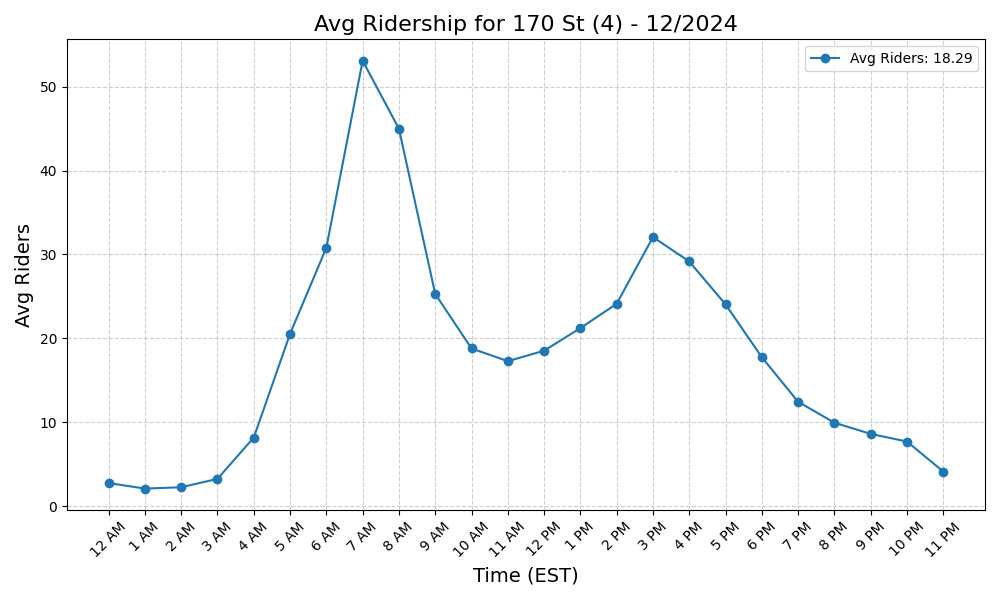 Avg Ridership for 170 St (4) - 12/2024
Avg Riders: 18.29
Avg Riders
50
40
30
20
10
0
12 AM
1 AM
2 AM
3 AM
4 AM
5 AM
6 AM
7 AM
8 AM
9 AM
10 AM
11 AM
12 PM
1 PM
2 PM
3 PM
4 PM
5 PM
6 PM
7 PM
8 PM
9 PM
10 PM
11 PM
Time (EST)